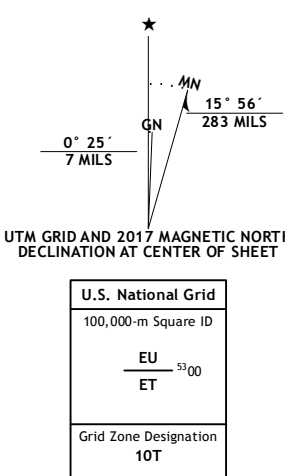 ★
MN
15° 56´
283 MILS
GN
0° 25´
7 MILS
UTM GRID AND 2017 MAGNETIC NORTH
DECLINATION AT CENTER OF SHEET
U.S. National Grid
100,000-m Square ID
EU
5300
ET
Grid Zone Designation
10T